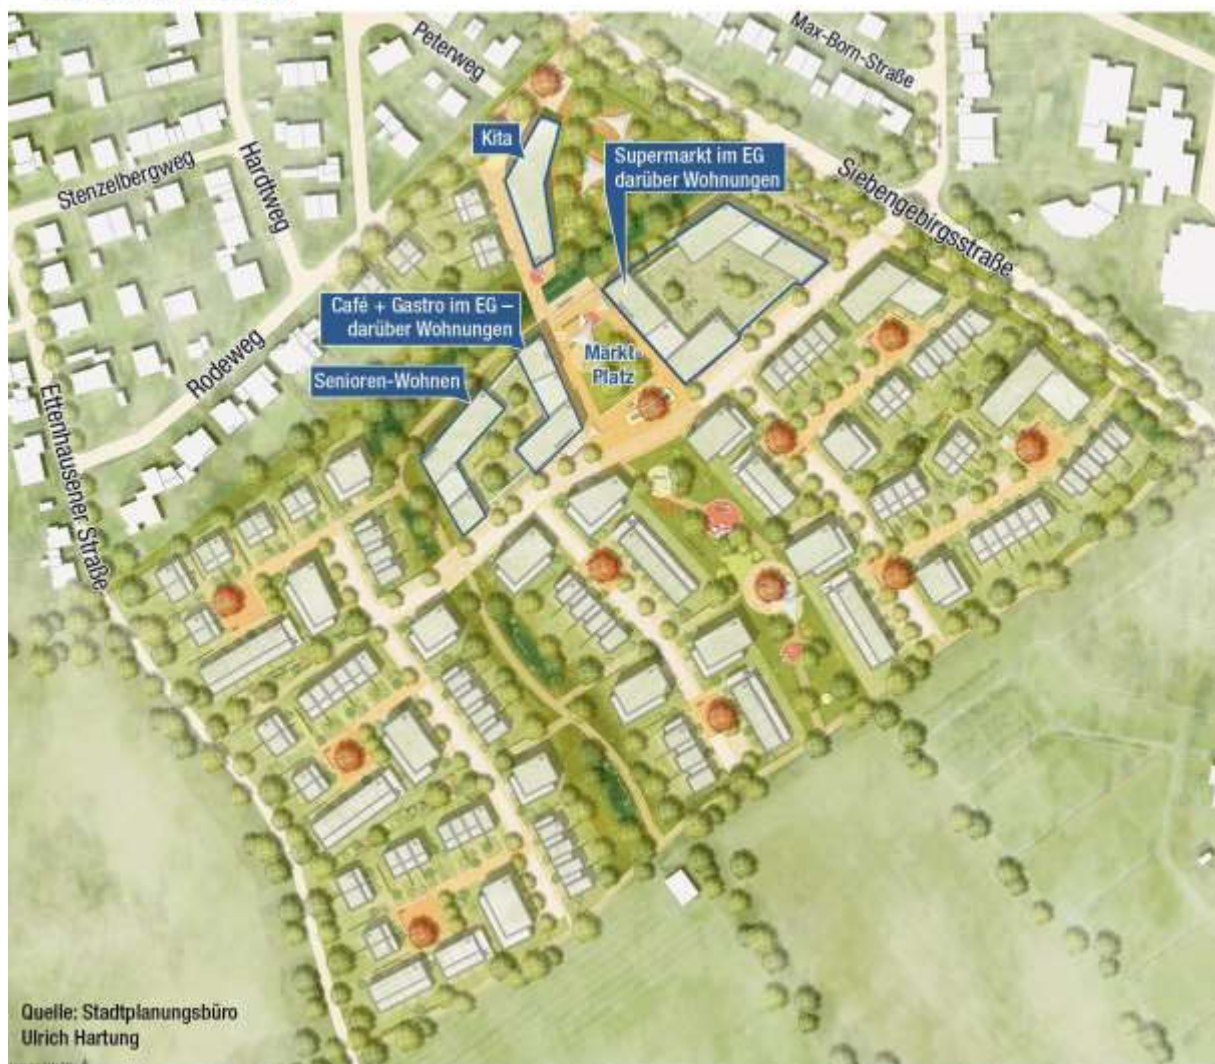 Peterweg
Max-Born-Straße
Kita
Supermarkt im EG
darüber Wohnungen
Stenzelbergweg
Hardtweg
Siebengebirgsstraße
Café + Gastro im EG –
darüber Wohnungen
Markt-
Platz
Rodeweg
Senioren-Wohnen
Ettenhausener Straße
Quelle: Stadtplanungsbüro
Ulrich Hartung